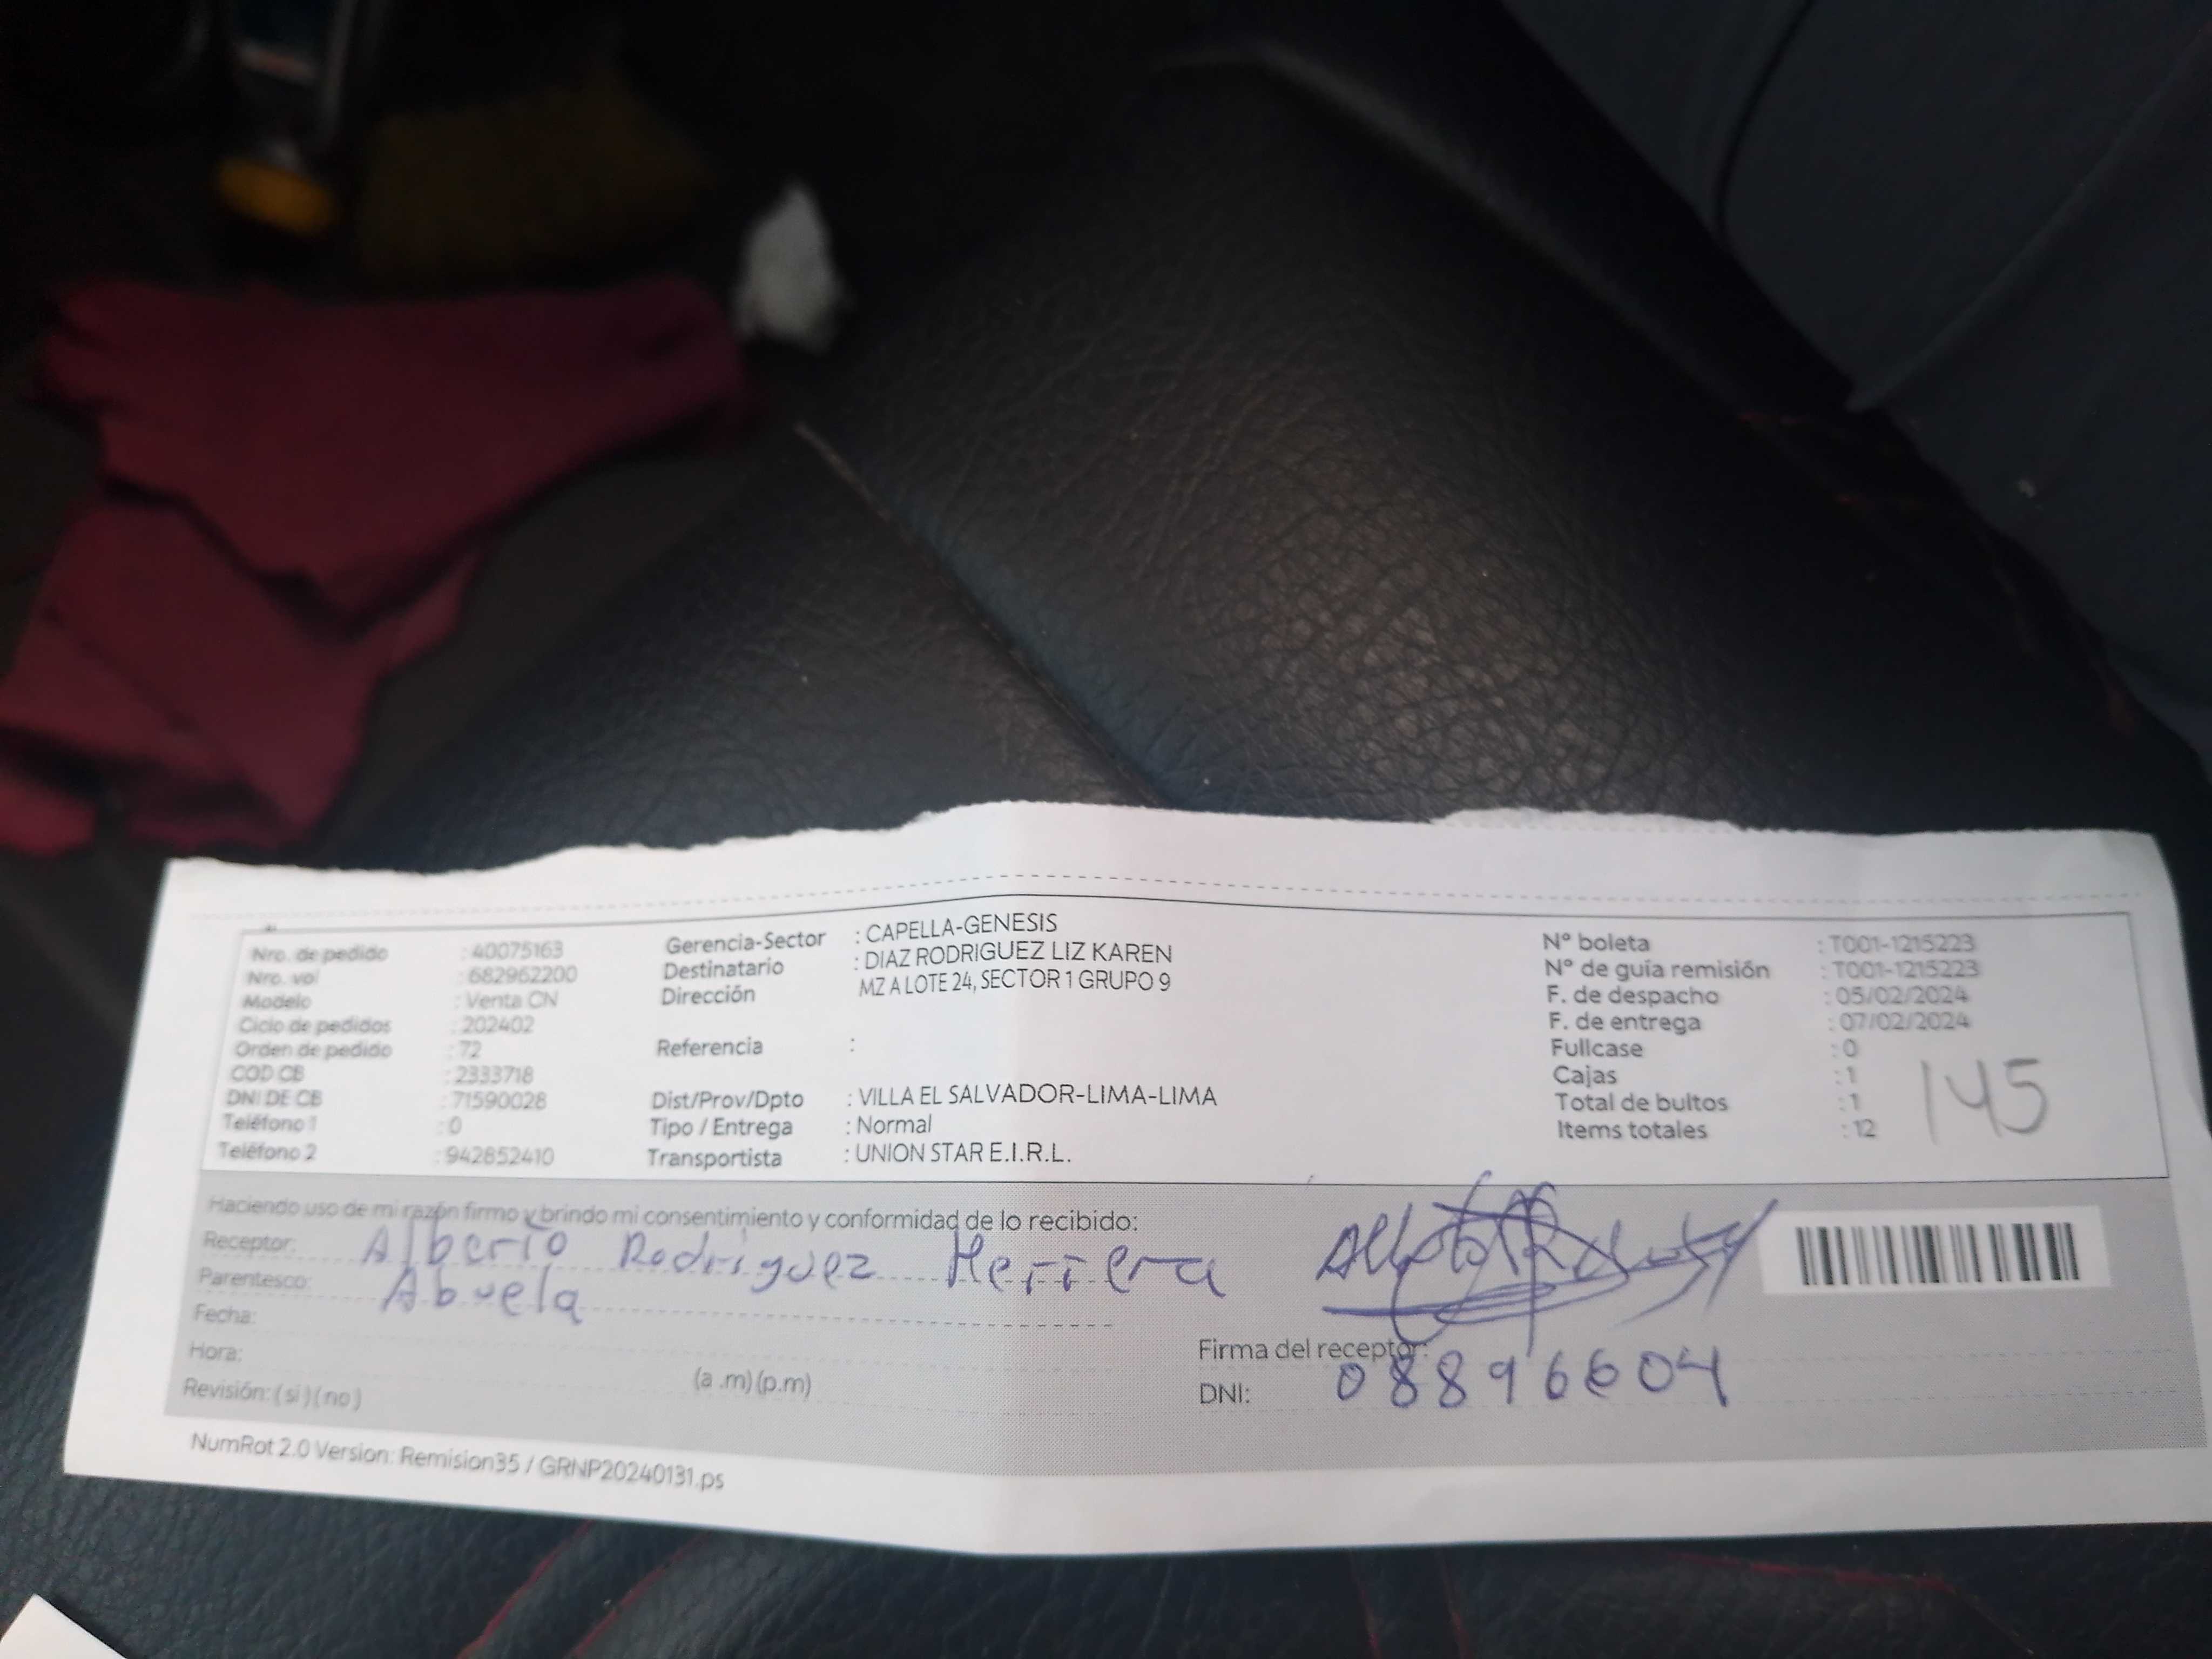 Nro. de pedido : 40075163
Nro. vol : 682962200
Modelo : Venta CN
Ciclo de pedidos : 202402
Orden de pedido : 72
COD CB : 2333718
DNI DE CB : 71590028
Teléfono 1 : 0
Teléfono 2 : 942852410
Gerencia-Sector : CAPELLA-GENESIS
Destinatario : DIAZ RODRIGUEZ LIZ KAREN
Dirección MZ A LOTE 24, SECTOR 1 GRUPO 9
Referencia :
Dist/Prov/Dpto : VILLA EL SALVADOR-LIMA-LIMA
Tipo / Entrega : Normal
Transportista : UNION STAR E.I.R.L.
N° boleta : T001-1215223
N° de guía remisión : T001-1215223
F. de despacho : 05/02/2024
F. de entrega : 07/02/2024
Fullcase : 0
Cajas : 1
Total de bultos : 1
Items totales : 12
145
Haciendo uso de mi razón firmo y brindo mi consentimiento y conformidad de lo recibido:
Receptor: Alberto Rodriguez Herrera
Parentesco: Abuela
Fecha:
Hora: (a .m) (p.m)
Revisión: ( si ) ( no )
Firma del receptor:
DNI: 08896604
NumRot 2.0 Version: Remision35 / GRNP20240131.ps